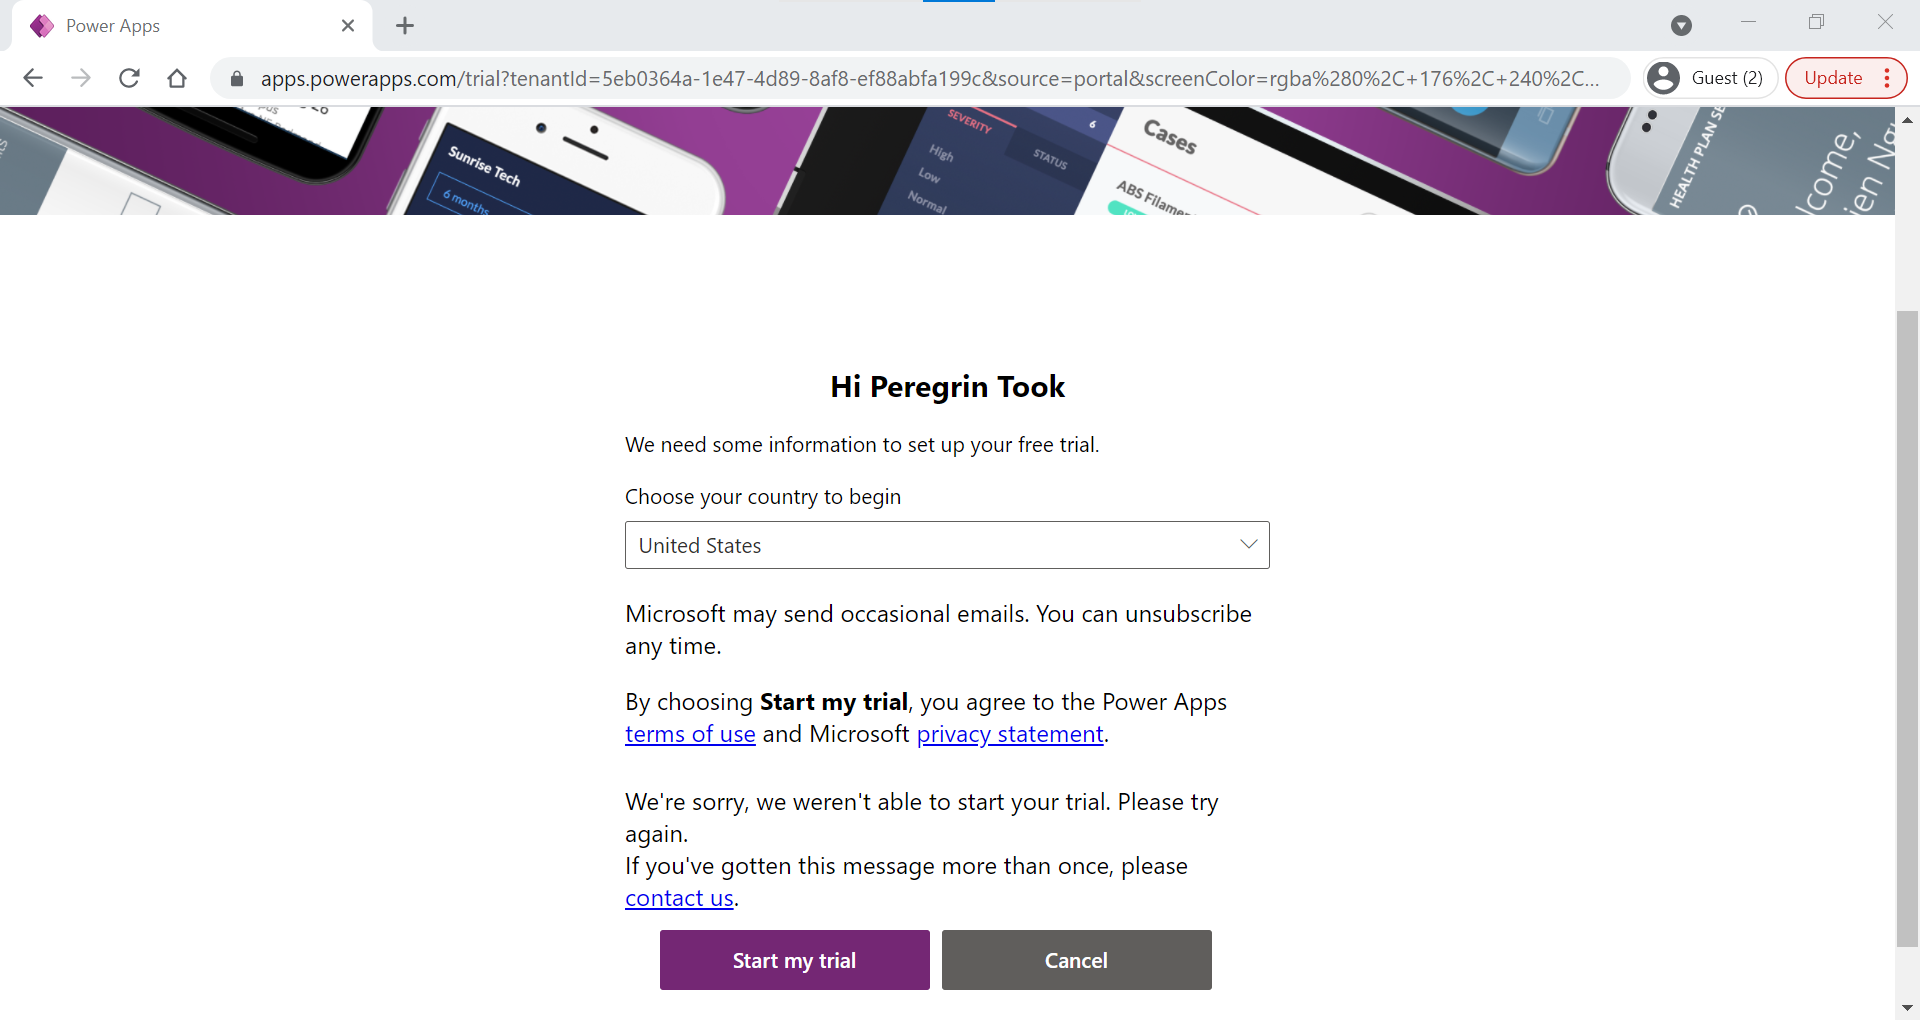 Power Apps
apps.powerapps.com/trial?tenantId=5eb0364a-1e47-4d89-8af8-ef88abfa199c&source=portal&screenColor=rgba%280%2C+176%2C+240%2C...
Guest (2)
Update
Sunrise Tech
6 months
SEVERITY
6
High
STATUS
Low
Normal
Cases
ABS Filame
HEALTH PLAN SE
lcome,
ien Na
Hi Peregrin Took
We need some information to set up your free trial.
Choose your country to begin
United States
Microsoft may send occasional emails. You can unsubscribe
any time.
By choosing Start my trial, you agree to the Power Apps
terms of use and Microsoft privacy statement.
We're sorry, we weren't able to start your trial. Please try
again.
If you've gotten this message more than once, please
contact us.
Start my trial
Cancel